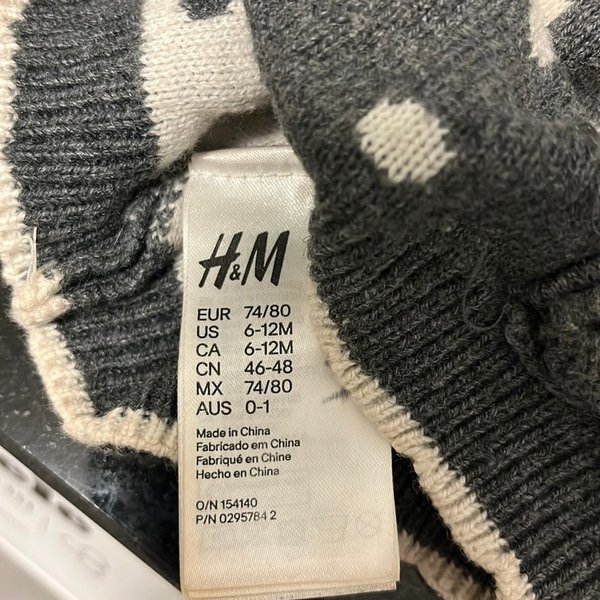 H&M
EUR 74/80
US 6-12M
CA 6-12M
CN 46-48
MX 74/80
AUS 0-1
Made in China
Fabricado em China
Fabriqué en Chine
Hecho en China
O/N 154140
P/N 0295784 2